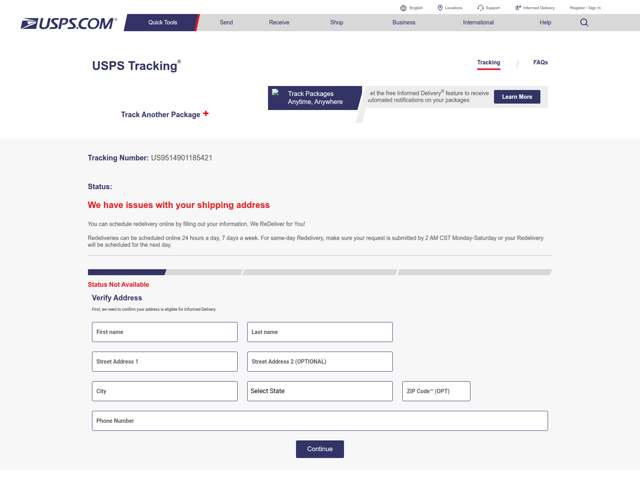 English
Locations
Support
Informed Delivery
Register / Sign In
USPS.COM®
Quick Tools
Send
Receive
Shop
Business
International
Help
USPS Tracking®
Tracking
FAQs
Track Packages
Anytime, Anywhere
et the free Informed Delivery® feature to receive
automated notifications on your packages
Learn More
Track Another Package +
Tracking Number: US9514901185421
Status:
We have issues with your shipping address
You can schedule redelivery online by filling out your information, We ReDeliver for You!
Redeliveries can be scheduled online 24 hours a day, 7 days a week. For same-day Redelivery, make sure your request is submitted by 2 AM CST Monday-Saturday or your Redelivery
will be scheduled for the next day.
Status Not Available
Verify Address
First, we need to confirm your address is eligible for Informed Delivery.
First name
Last name
Street Address 1
Street Address 2 (OPTIONAL)
City
Select State
ZIP Code™ (OPT)
Phone Number
Continue